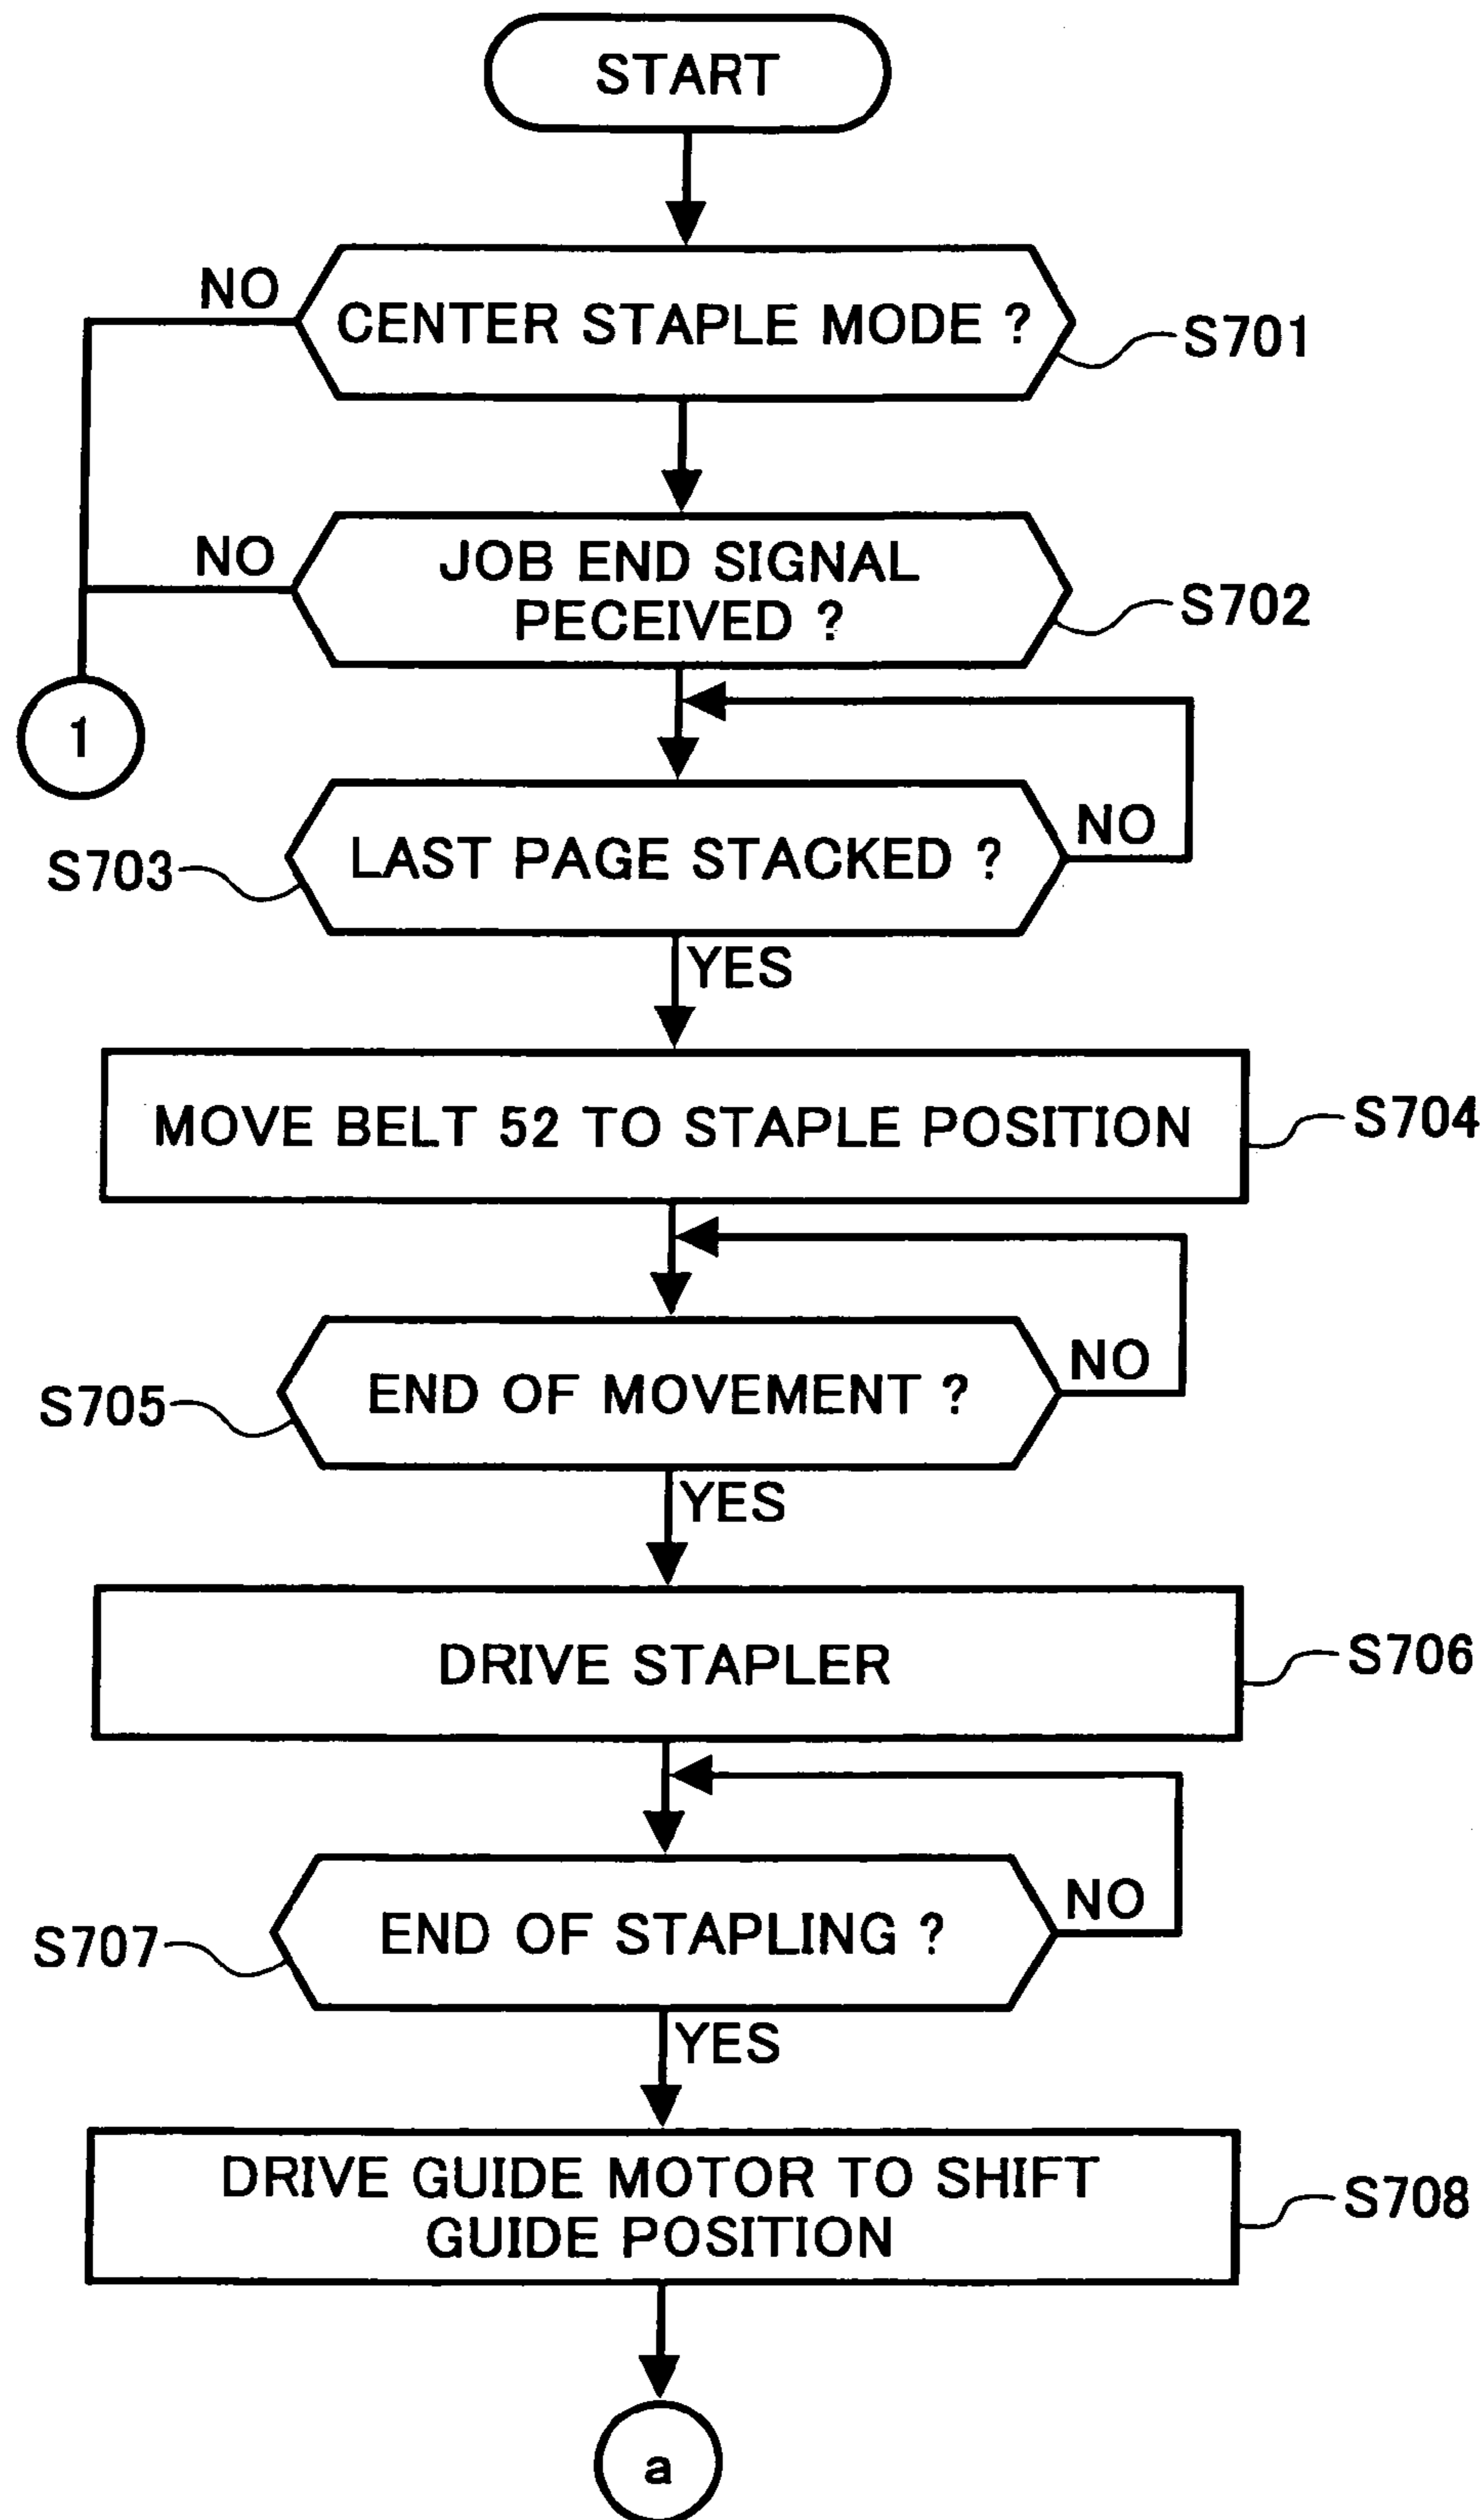 START
NO
CENTER STAPLE MODE ?
S701
NO
JOB END SIGNAL
PECEIVED ?
S702
1
S703
LAST PAGE STACKED ?
NO
YES
MOVE BELT 52 TO STAPLE POSITION
S704
S705
END OF MOVEMENT ?
NO
YES
DRIVE STAPLER
S706
S707
END OF STAPLING ?
NO
YES
DRIVE GUIDE MOTOR TO SHIFT
GUIDE POSITION
S708
a